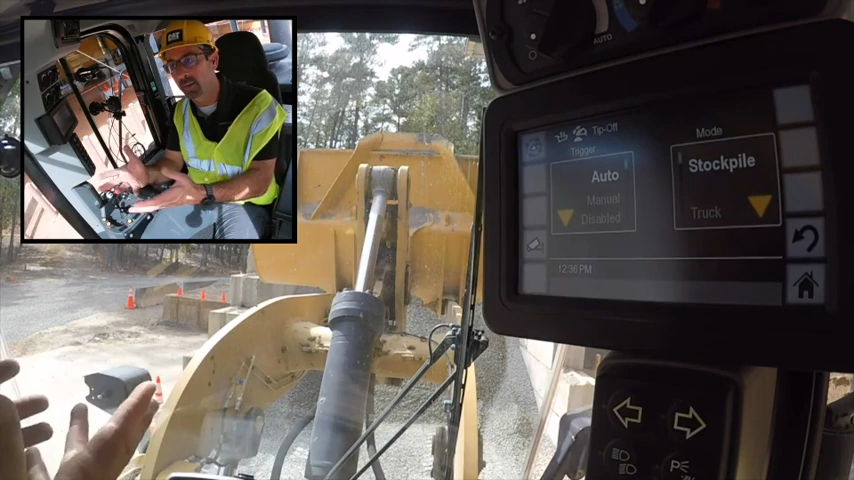 CAT
AUTO
Tip-Off
Trigger
Auto
Manual
Disabled
Mode
Stockpile
Truck
12:36 PM
P